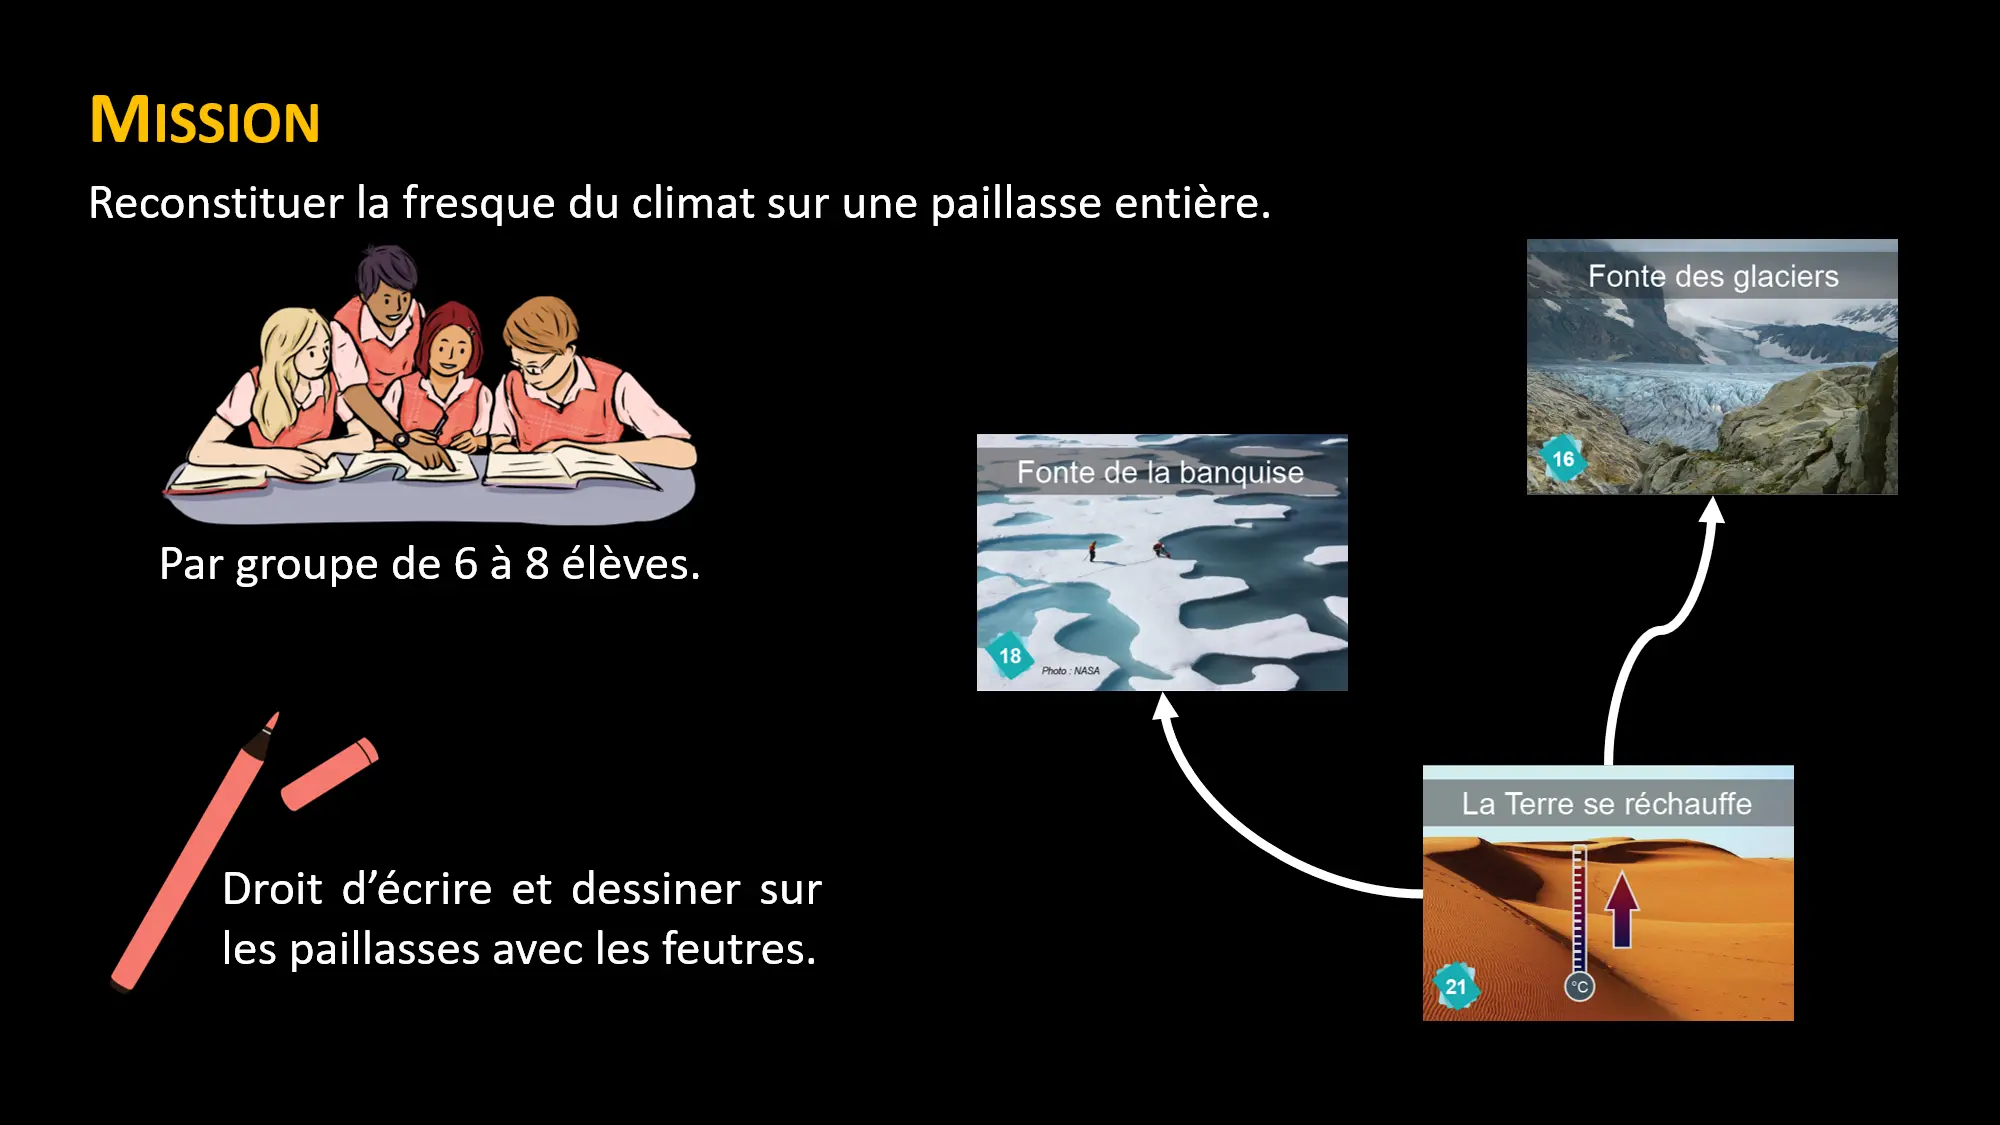 MISSION
Reconstituer la fresque du climat sur une paillasse entière.
Par groupe de 6 à 8 élèves.
Droit d’écrire et dessiner sur
les paillasses avec les feutres.
Fonte des glaciers
16
Fonte de la banquise
18
Photo : NASA
La Terre se réchauffe
21
°C